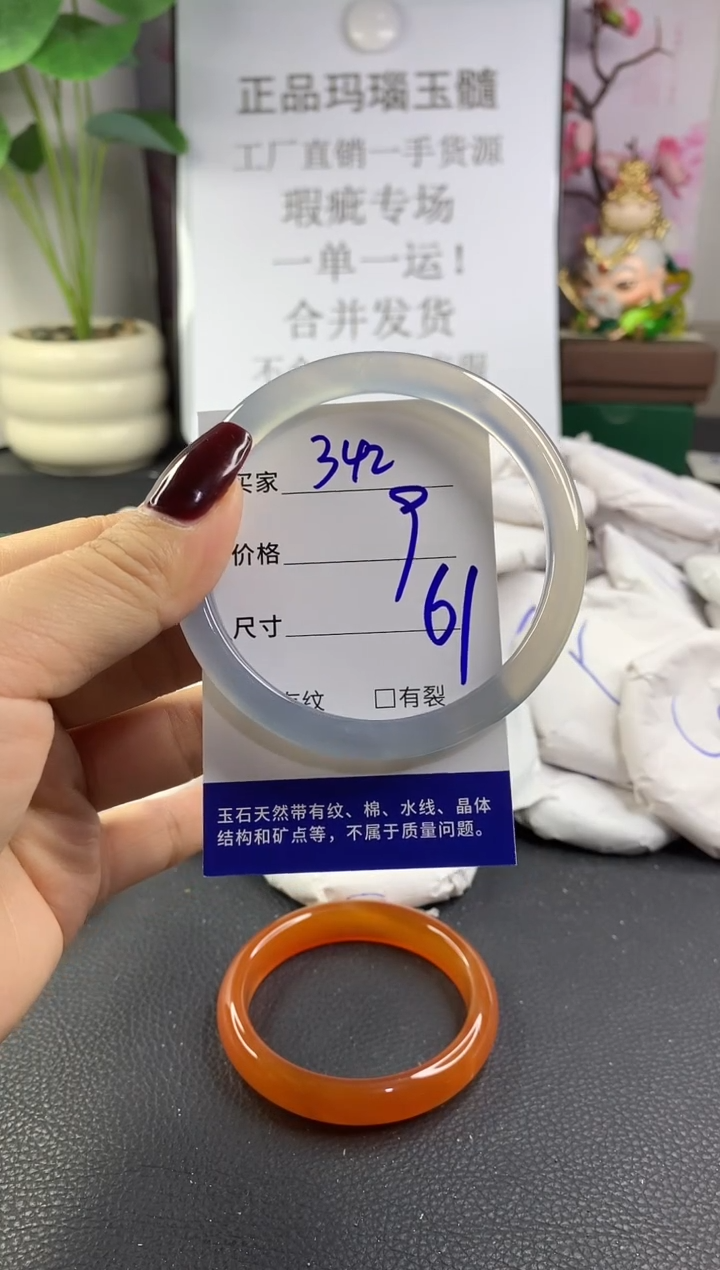 正品玛瑙玉髓
工厂直销一手货源
瑕疵专场
一单一运！
合并发货
买家 342
价格 9
尺寸 61
纹 □有裂
玉石天然带有纹、棉、水线、晶体
结构和矿点等，不属于质量问题。